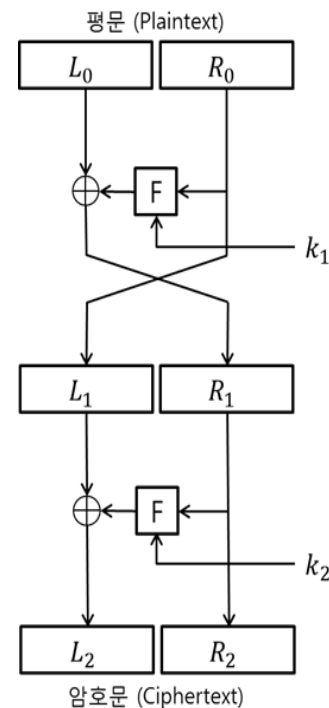 평문 (Plaintext)
L₀ R₀
F
k₁
L₁ R₁
F
k₂
L₂ R₂
암호문 (Ciphertext)